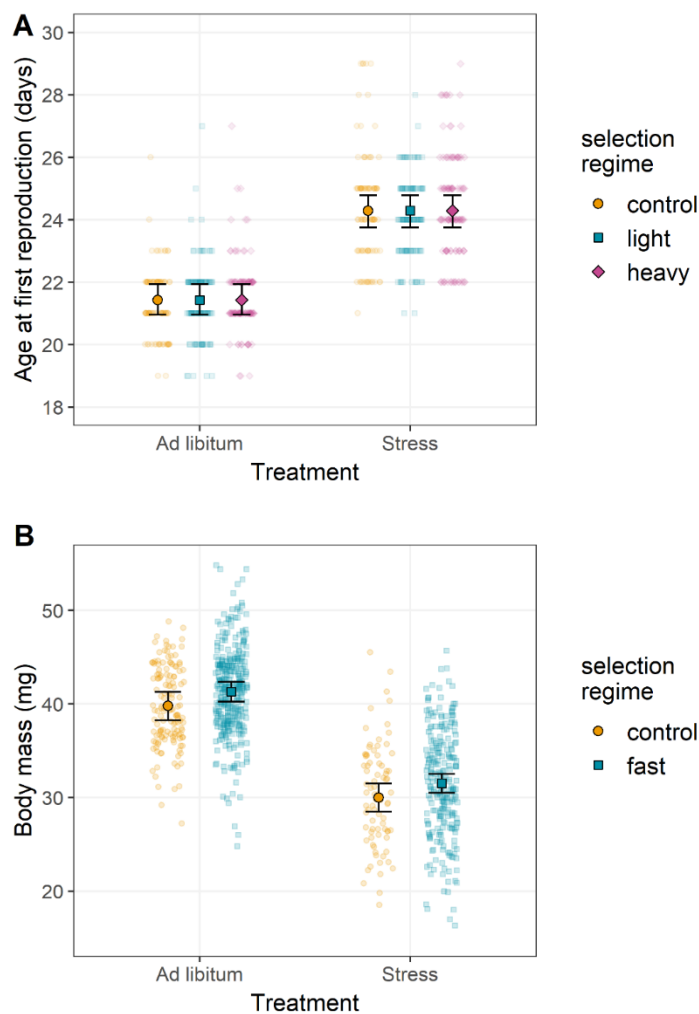 A
Age at first reproduction (days)
30
28
26
24
22
20
18
Ad libitum
Stress
Treatment
selection
regime
control
light
heavy
B
Body mass (mg)
50
40
30
20
Ad libitum
Stress
Treatment
selection
regime
control
fast